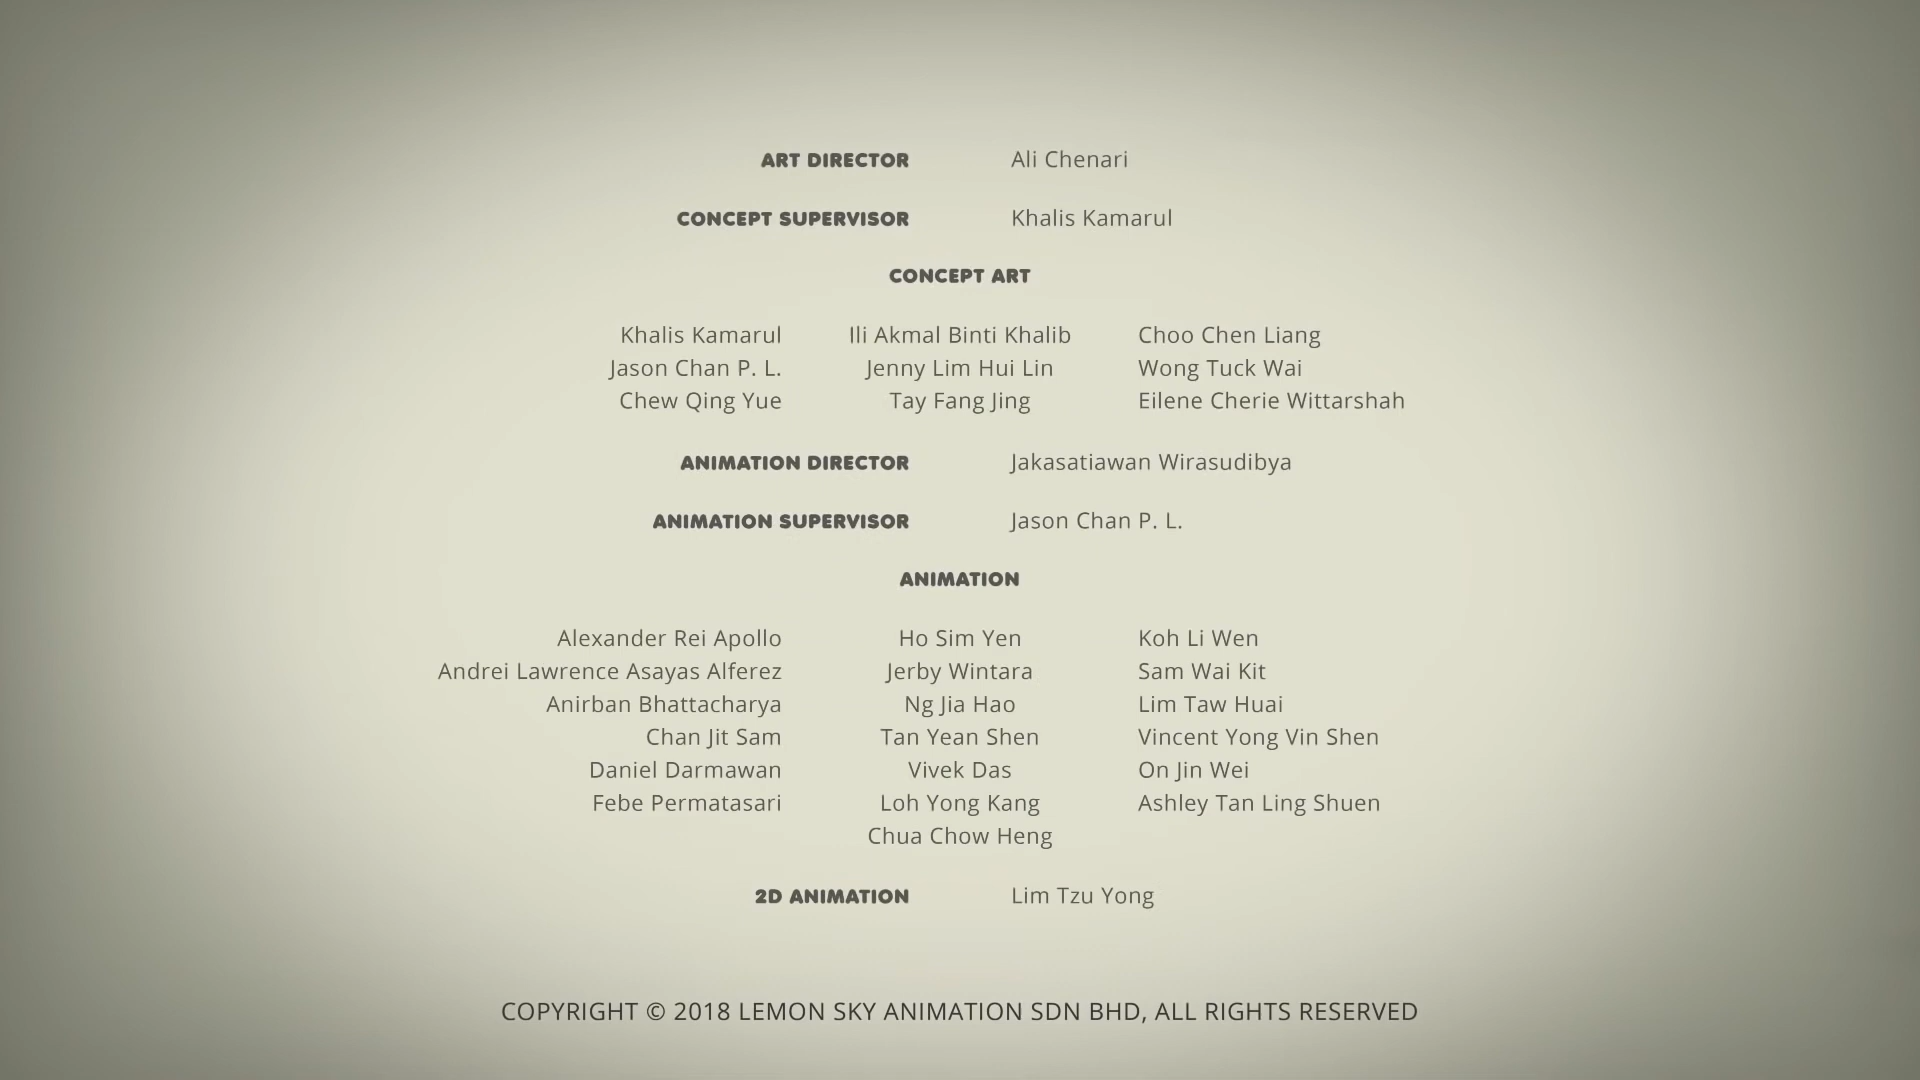 ART DIRECTOR Ali Chenari
CONCEPT SUPERVISOR Khalis Kamarul
CONCEPT ART
Khalis Kamarul Ili Akmal Binti Khalib Choo Chen Liang
Jason Chan P. L. Jenny Lim Hui Lin Wong Tuck Wai
Chew Qing Yue Tay Fang Jing Eilene Cherie Wittarshah
ANIMATION DIRECTOR Jakasatiawan Wirasudibya
ANIMATION SUPERVISOR Jason Chan P. L.
ANIMATION
Alexander Rei Apollo Ho Sim Yen Koh Li Wen
Andrei Lawrence Asayas Alferez Jerby Wintara Sam Wai Kit
Anirban Bhattacharya Ng Jia Hao Lim Taw Huai
Chan Jit Sam Tan Yean Shen Vincent Yong Vin Shen
Daniel Darmawan Vivek Das On Jin Wei
Febe Permatasari Loh Yong Kang Ashley Tan Ling Shuen
Chua Chow Heng
2D ANIMATION Lim Tzu Yong
COPYRIGHT © 2018 LEMON SKY ANIMATION SDN BHD, ALL RIGHTS RESERVED